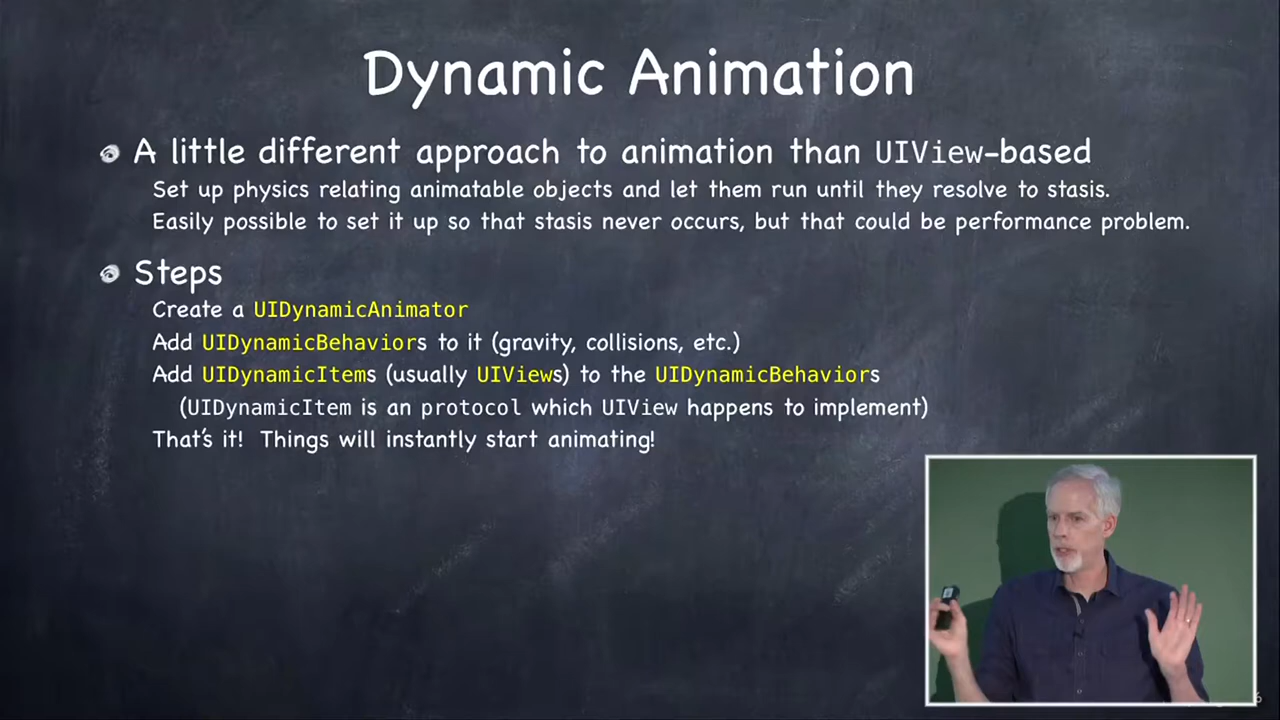 Dynamic Animation
A little different approach to animation than UIView-based
Set up physics relating animatable objects and let them run until they resolve to stasis.
Easily possible to set it up so that stasis never occurs, but that could be performance problem.
Steps
Create a UIDynamicAnimator
Add UIDynamicBehaviors to it (gravity, collisions, etc.)
Add UIDynamicItems (usually UIViews) to the UIDynamicBehaviors
(UIDynamicItem is an protocol which UIView happens to implement)
That's it! Things will instantly start animating!